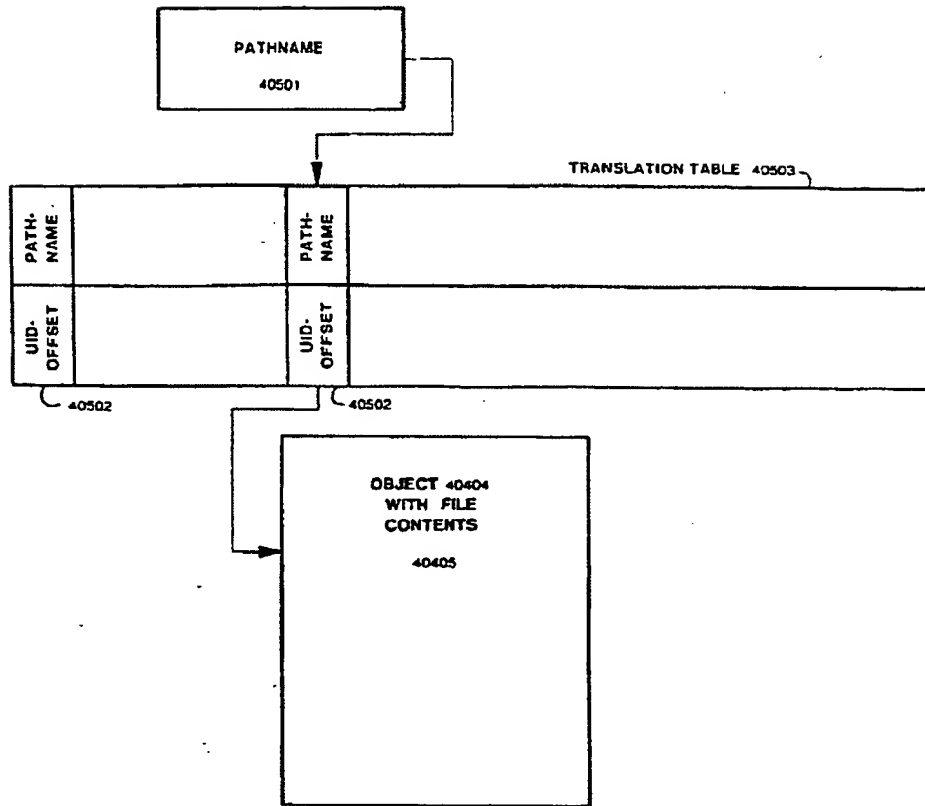 PATHNAME
40501
TRANSLATION TABLE 40503
PATH-
NAME
PATH-
NAME
UID-
OFFSET
UID-
OFFSET
40502
40502
OBJECT 40404
WITH FILE
CONTENTS
40405